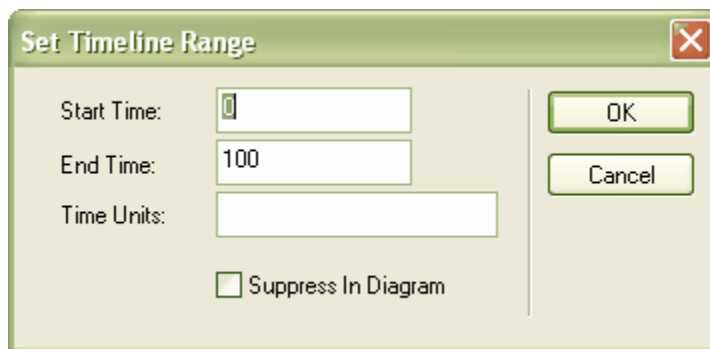 Set Timeline Range
Start Time: 0
OK
End Time: 100
Cancel
Time Units:
Suppress In Diagram